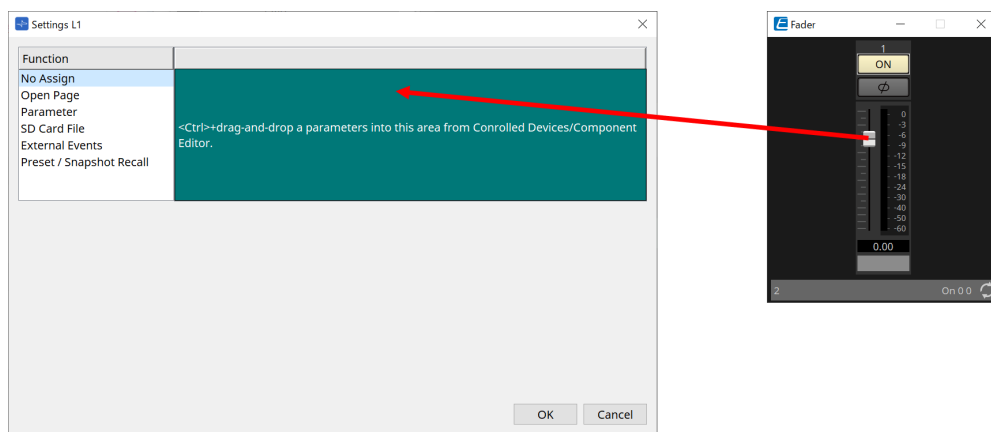 Settings L1
Function
No Assign
Open Page
Parameter
SD Card File
External Events
Preset / Snapshot Recall
<Ctrl>+drag-and-drop a parameters into this area from Conrolled Devices/Component
Editor.
OK
Cancel
Fader
1
ON
0
-3
-6
-9
-12
-15
-18
-24
-30
-40
-50
-60
0.00
2
On 0 0